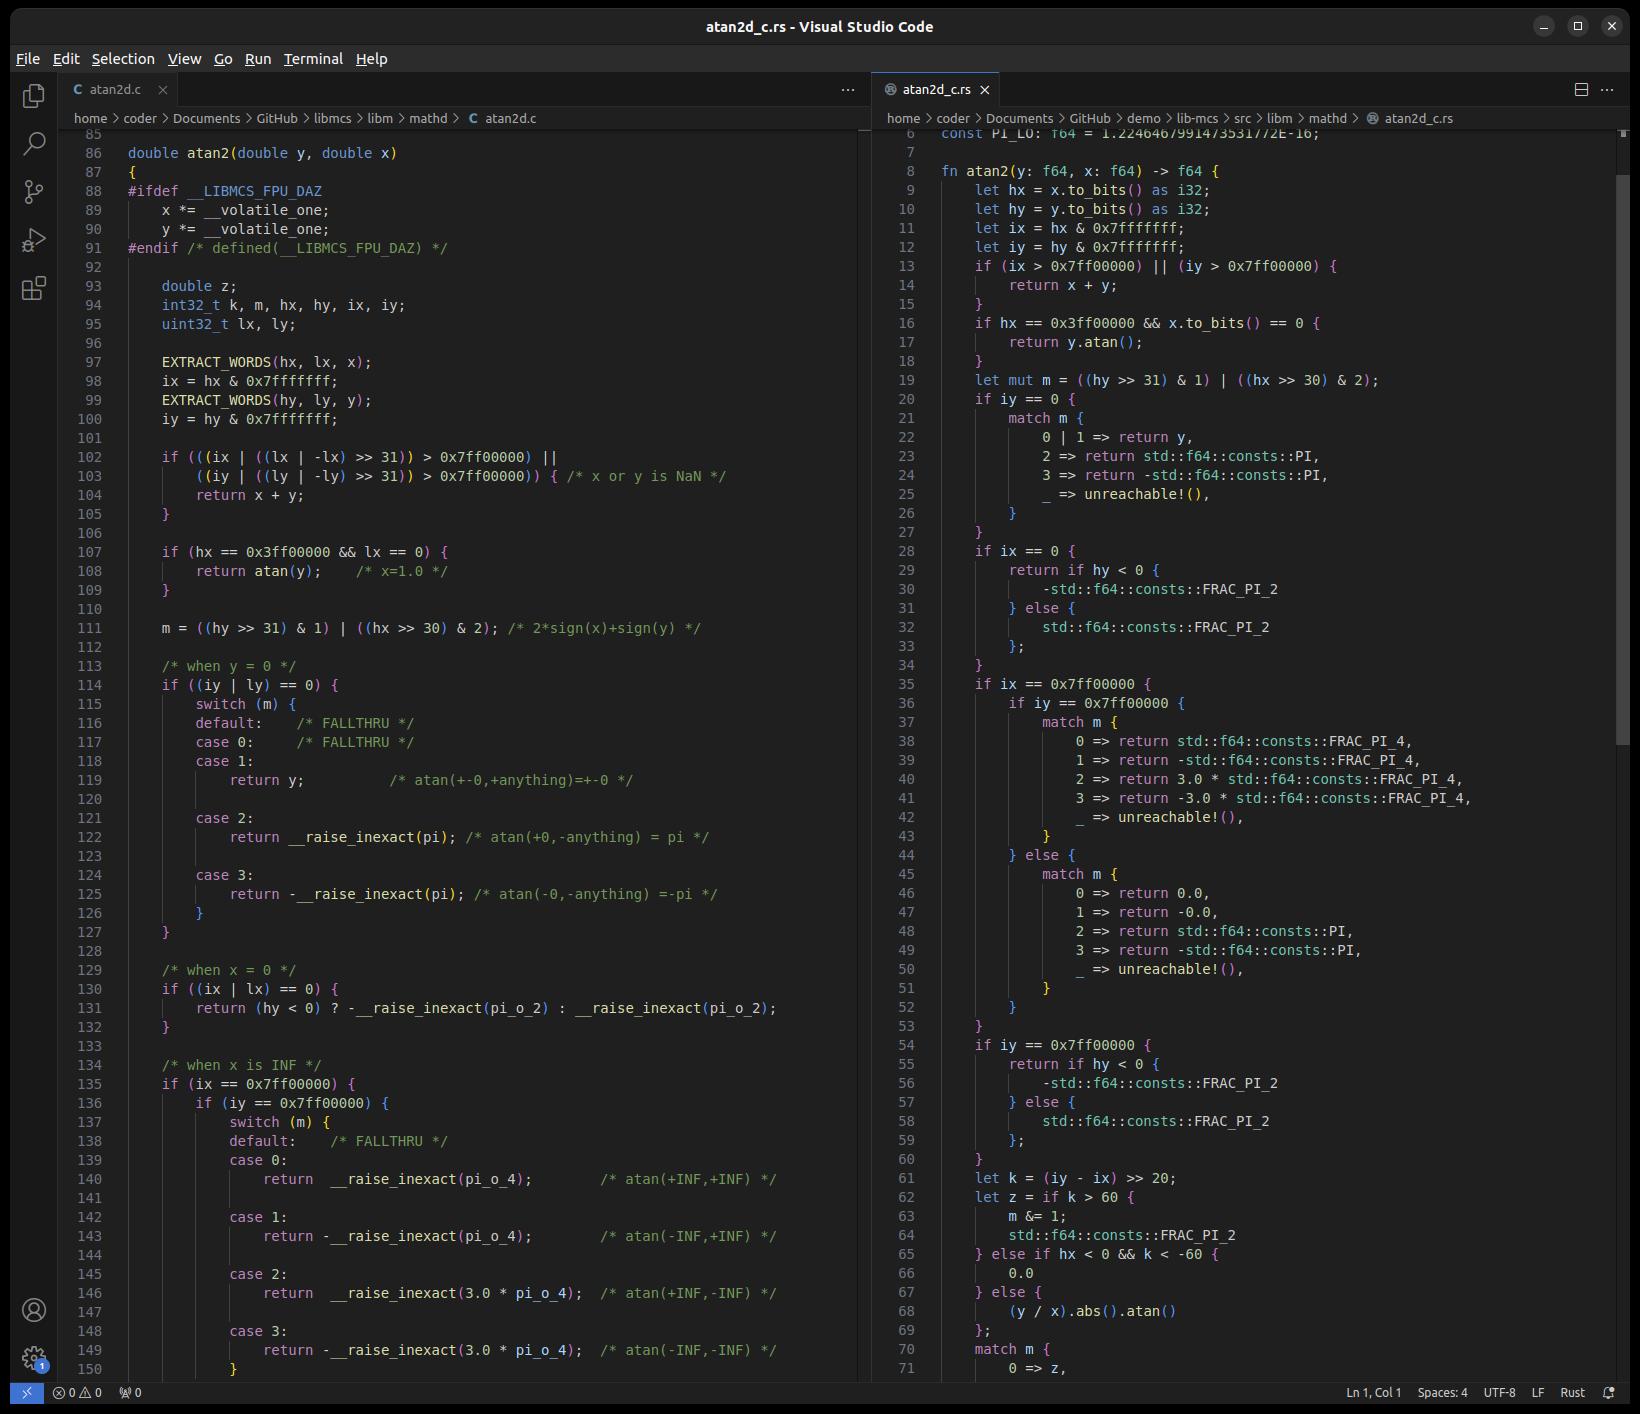 atan2d_c.rs - Visual Studio Code
File Edit Selection View Go Run Terminal Help
C atan2d.c
home > coder > Documents > GitHub > libmcs > libm > mathd > C atan2d.c
85
86 double atan2(double y, double x)
87 {
88 #ifdef __LIBMCS_FPU_DAZ
89     x *= __volatile_one;
90     y *= __volatile_one;
91 #endif /* defined(__LIBMCS_FPU_DAZ) */
92
93     double z;
94     int32_t k, m, hx, hy, ix, iy;
95     uint32_t lx, ly;
96
97     EXTRACT_WORDS(hx, lx, x);
98     ix = hx & 0x7fffffff;
99     EXTRACT_WORDS(hy, ly, y);
100     iy = hy & 0x7fffffff;
101
102     if (((ix | ((lx | -lx) >> 31)) > 0x7ff00000) ||
103         ((iy | ((ly | -ly) >> 31)) > 0x7ff00000)) { /* x or y is NaN */
104         return x + y;
105     }
106
107     if (hx == 0x3ff00000 && lx == 0) {
108         return atan(y);    /* x=1.0 */
109     }
110
111     m = ((hy >> 31) & 1) | ((hx >> 30) & 2); /* 2*sign(x)+sign(y) */
112
113     /* when y = 0 */
114     if ((iy | ly) == 0) {
115         switch (m) {
116         default:    /* FALLTHRU */
117         case 0:     /* FALLTHRU */
118         case 1:
119             return y;          /* atan(+-0,+anything)=+-0 */
120
121         case 2:
122             return __raise_inexact(pi); /* atan(+0,-anything) = pi */
123
124         case 3:
125             return -__raise_inexact(pi); /* atan(-0,-anything) =-pi */
126         }
127     }
128
129     /* when x = 0 */
130     if ((ix | lx) == 0) {
131         return (hy < 0) ? -__raise_inexact(pi_o_2) : __raise_inexact(pi_o_2);
132     }
133
134     /* when x is INF */
135     if (ix == 0x7ff00000) {
136         if (iy == 0x7ff00000) {
137             switch (m) {
138             default:    /* FALLTHRU */
139             case 0:
140                 return  __raise_inexact(pi_o_4);        /* atan(+INF,+INF) */
141
142             case 1:
143                 return -__raise_inexact(pi_o_4);        /* atan(-INF,+INF) */
144
145             case 2:
146                 return  __raise_inexact(3.0 * pi_o_4);  /* atan(+INF,-INF) */
147
148             case 3:
149                 return -__raise_inexact(3.0 * pi_o_4);  /* atan(-INF,-INF) */
150             }
atan2d_c.rs
home > coder > Documents > GitHub > demo > lib-mcs > src > libm > mathd > atan2d_c.rs
6 const PI_LO: f64 = 1.2246467991473531772E-16;
7
8 fn atan2(y: f64, x: f64) -> f64 {
9     let hx = x.to_bits() as i32;
10     let hy = y.to_bits() as i32;
11     let ix = hx & 0x7fffffff;
12     let iy = hy & 0x7fffffff;
13     if (ix > 0x7ff00000) || (iy > 0x7ff00000) {
14         return x + y;
15     }
16     if hx == 0x3ff00000 && x.to_bits() == 0 {
17         return y.atan();
18     }
19     let mut m = ((hy >> 31) & 1) | ((hx >> 30) & 2);
20     if iy == 0 {
21         match m {
22             0 | 1 => return y,
23             2 => return std::f64::consts::PI,
24             3 => return -std::f64::consts::PI,
25             _ => unreachable!(),
26         }
27     }
28     if ix == 0 {
29         return if hy < 0 {
30             -std::f64::consts::FRAC_PI_2
31         } else {
32             std::f64::consts::FRAC_PI_2
33         };
34     }
35     if ix == 0x7ff00000 {
36         if iy == 0x7ff00000 {
37             match m {
38                 0 => return std::f64::consts::FRAC_PI_4,
39                 1 => return -std::f64::consts::FRAC_PI_4,
40                 2 => return 3.0 * std::f64::consts::FRAC_PI_4,
41                 3 => return -3.0 * std::f64::consts::FRAC_PI_4,
42                 _ => unreachable!(),
43             }
44         } else {
45             match m {
46                 0 => return 0.0,
47                 1 => return -0.0,
48                 2 => return std::f64::consts::PI,
49                 3 => return -std::f64::consts::PI,
50                 _ => unreachable!(),
51             }
52         }
53     }
54     if iy == 0x7ff00000 {
55         return if hy < 0 {
56             -std::f64::consts::FRAC_PI_2
57         } else {
58             std::f64::consts::FRAC_PI_2
59         };
60     }
61     let k = (iy - ix) >> 20;
62     let z = if k > 60 {
63         m &= 1;
64         std::f64::consts::FRAC_PI_2
65     } else if hx < 0 && k < -60 {
66         0.0
67     } else {
68         (y / x).abs().atan()
69     };
70     match m {
71         0 => z,
1
0 0 0 Ln 1, Col 1 Spaces: 4 UTF-8 LF Rust